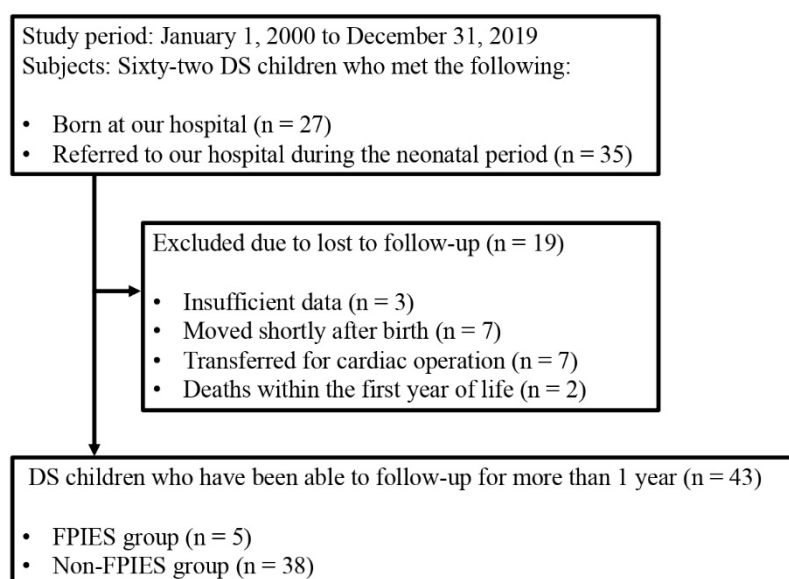 Study period: January 1, 2000 to December 31, 2019
Subjects: Sixty-two DS children who met the following:
• Born at our hospital (n = 27)
• Referred to our hospital during the neonatal period (n = 35)
Excluded due to lost to follow-up (n = 19)
• Insufficient data (n = 3)
• Moved shortly after birth (n = 7)
• Transferred for cardiac operation (n = 7)
• Deaths within the first year of life (n = 2)
DS children who have been able to follow-up for more than 1 year (n = 43)
• FPIES group (n = 5)
• Non-FPIES group (n = 38)